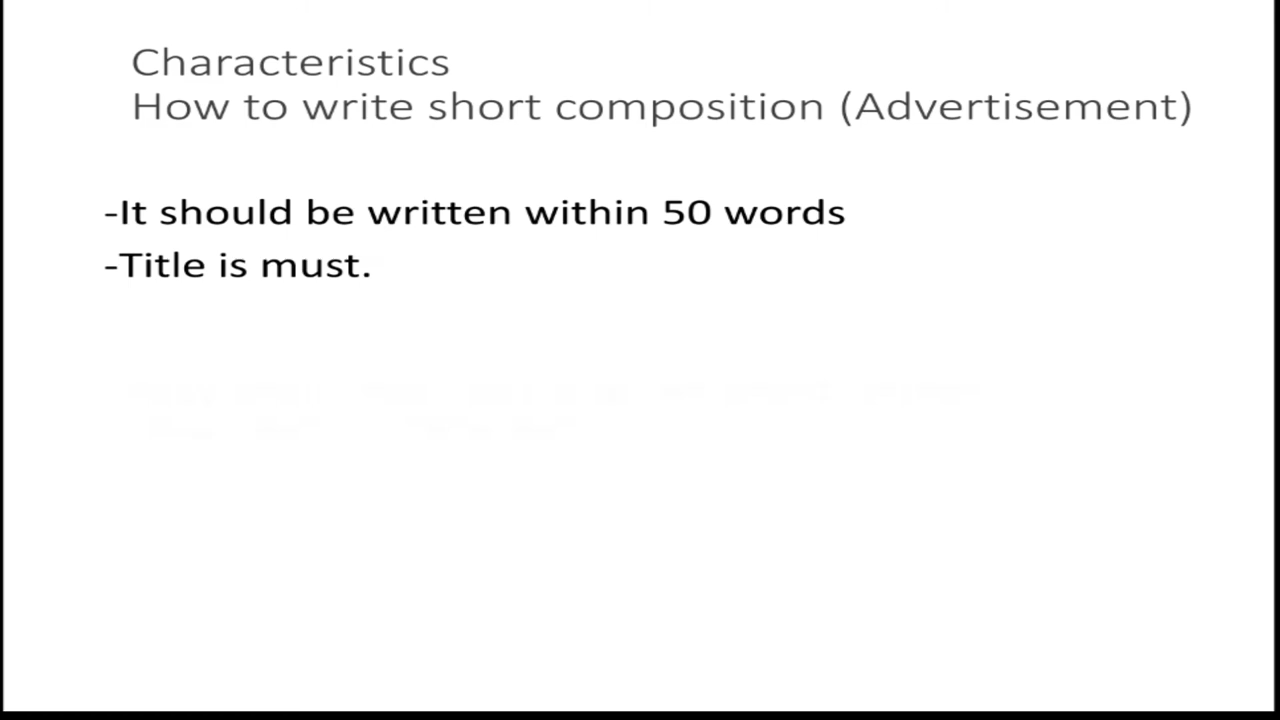 Characteristics
How to write short composition (Advertisement)
-It should be written within 50 words
-Title is must.